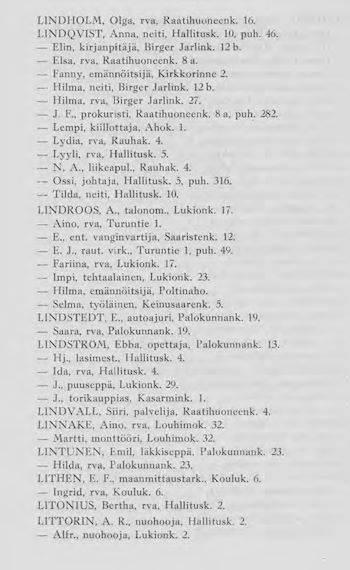 LINDHOLM, Olga, rva, Raatihuoneenk. 16.
LINDQVIST, Anna, neiti, Hallitusk. 10, puh. 46.
— Elin, kirjanpitäjä, Birger Jarlink. 12 b.
— Elsa, rva, Raatihuoneenk. 8 a.
— Fanny, emännöitsijä, Kirkkorinne 2.
— Hilma, neiti, Birger Jarlink. 12 b.
— Hilma, rva, Birger Jarlink. 27.
— J. F., prokuristi, Raatihuoneenk. 8 a, puh. 282.
— Lempi, kiillottaja, Ahok. 1.
— Lydia, rva, Rauhak. 4.
— Lyyli, rva, Hallitusk. 5.
— N. A., liikeapul., Rauhak. 4.
— Ossi, johtaja, Hallitusk. 5, puh. 316.
— Tilda, neiti, Hallitusk. 10.
LINDROOS, A., talonom., Lukionk. 17.
— Aino, rva, Turuntie 1.
— E., ent. vanginvartija, Saaristenk. 12.
— E. J., raut. virk., Turuntie 1, puh. 49.
— Fariina, rva, Lukionk. 17.
— Impi, tehtaalainen, Lukionk. 23.
— Hilma, emännöitsijä, Poltinaho.
— Selma, työläinen, Keinusaarenk. 5.
LINDSTEDT, E., autoajuri, Palokunnank. 19.
— Saara, rva, Palokunnank. 19.
LINDSTRÖM, Ebba, opettaja, Palokunnank. 13.
— Hj., lasimest., Hallitusk. 4.
— Ida, rva, Hallitusk. 4.
— J., puuseppä, Lukionk. 29.
— J., torikauppias, Kasarmink. 1.
LINDVALL, Siiri, palvelija, Raatihuoneenk. 4.
LINNAKE, Aino, rva, Louhimok. 32.
— Martti, monttööri, Louhimok. 32.
LINTUNEN, Emil, läkkiseppä, Palokunnank. 23.
— Hilda, rva, Palokunnank. 23.
LITHEN, E. F., maanmittaustark., Kouluk. 6.
— Ingrid, rva, Kouluk. 6.
LITONIUS, Bertha, rva, Hallitusk. 2.
LITTORIN, A. R., nuohooja, Hallitusk. 2.
— Alfr., nuohooja, Lukionk. 2.